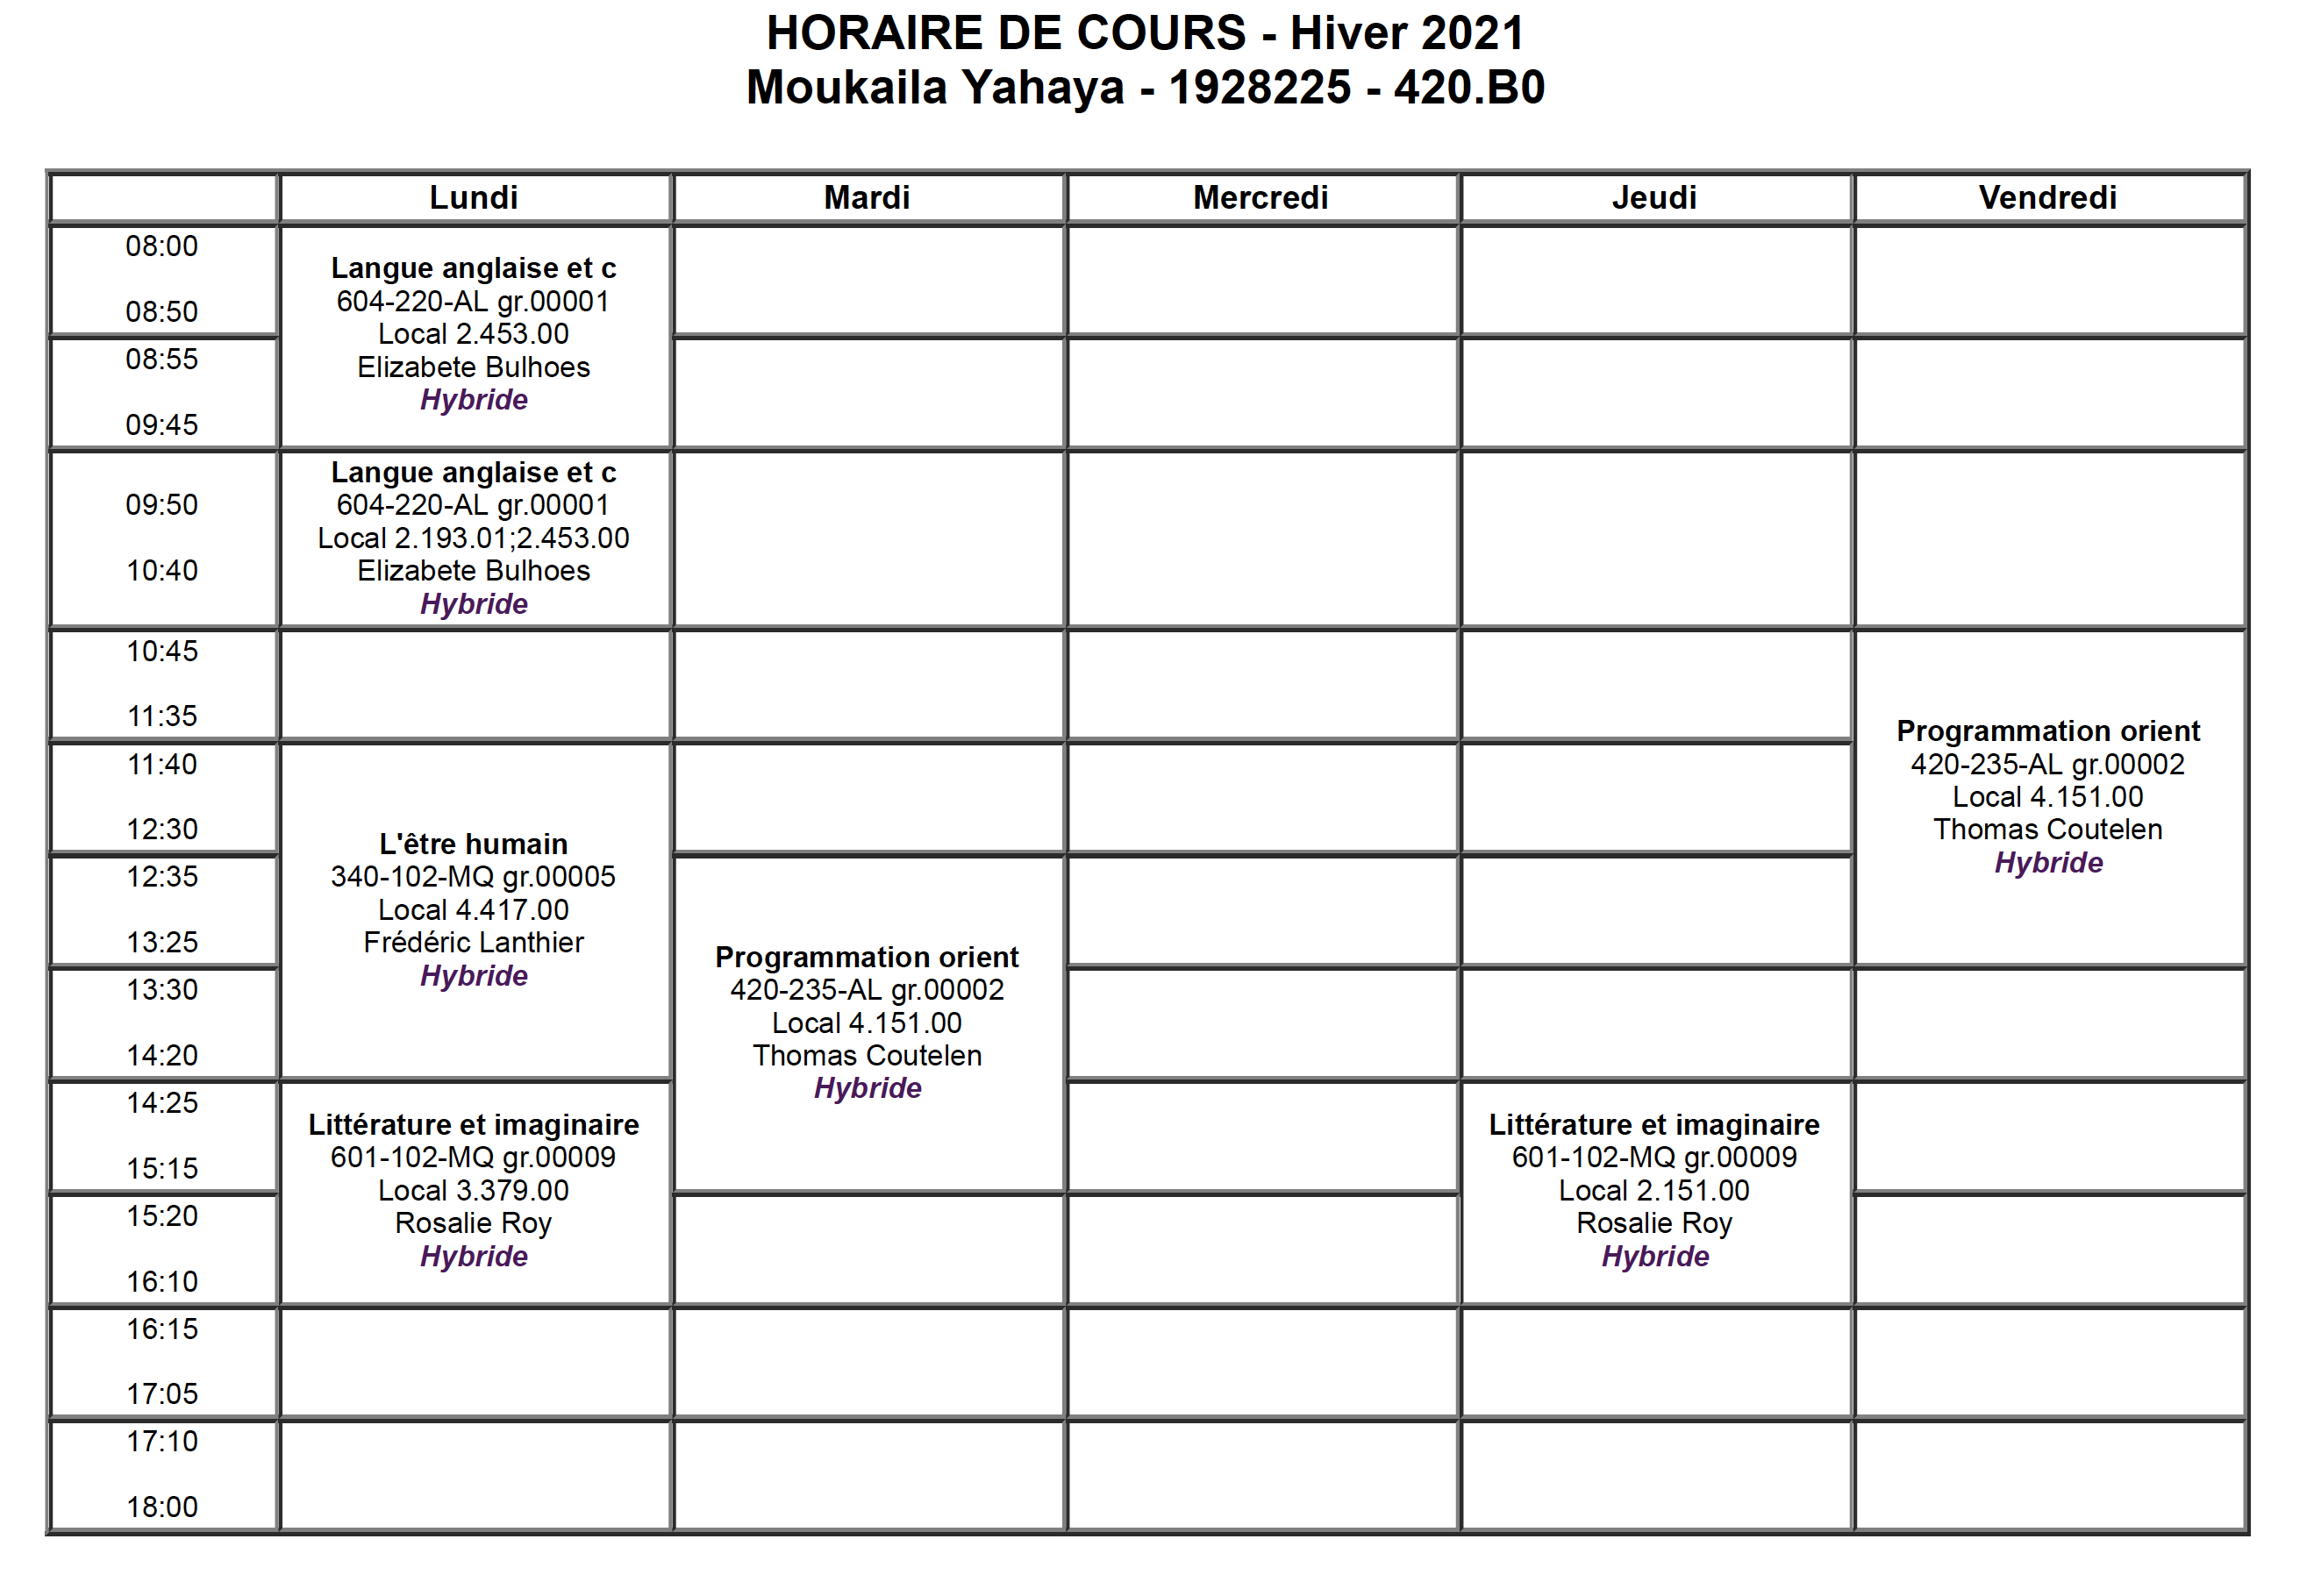 HORAIRE DE COURS - Hiver 2021
Moukaila Yahaya - 1928225 - 420.B0
Lundi
Mardi
Mercredi
Jeudi
Vendredi
08:00
08:50
Langue anglaise et c
604-220-AL gr.00001
Local 2.453.00
Elizabete Bulhoes
Hybride
08:55
09:45
09:50
10:40
Langue anglaise et c
604-220-AL gr.00001
Local 2.193.01;2.453.00
Elizabete Bulhoes
Hybride
10:45
11:35
Programmation orient
420-235-AL gr.00002
Local 4.151.00
Thomas Coutelen
Hybride
11:40
12:30
L'être humain
340-102-MQ gr.00005
Local 4.417.00
Frédéric Lanthier
Hybride
12:35
13:25
Programmation orient
420-235-AL gr.00002
Local 4.151.00
Thomas Coutelen
Hybride
13:30
14:20
14:25
15:15
Littérature et imaginaire
601-102-MQ gr.00009
Local 3.379.00
Rosalie Roy
Hybride
Littérature et imaginaire
601-102-MQ gr.00009
Local 2.151.00
Rosalie Roy
Hybride
15:20
16:10
16:15
17:05
17:10
18:00